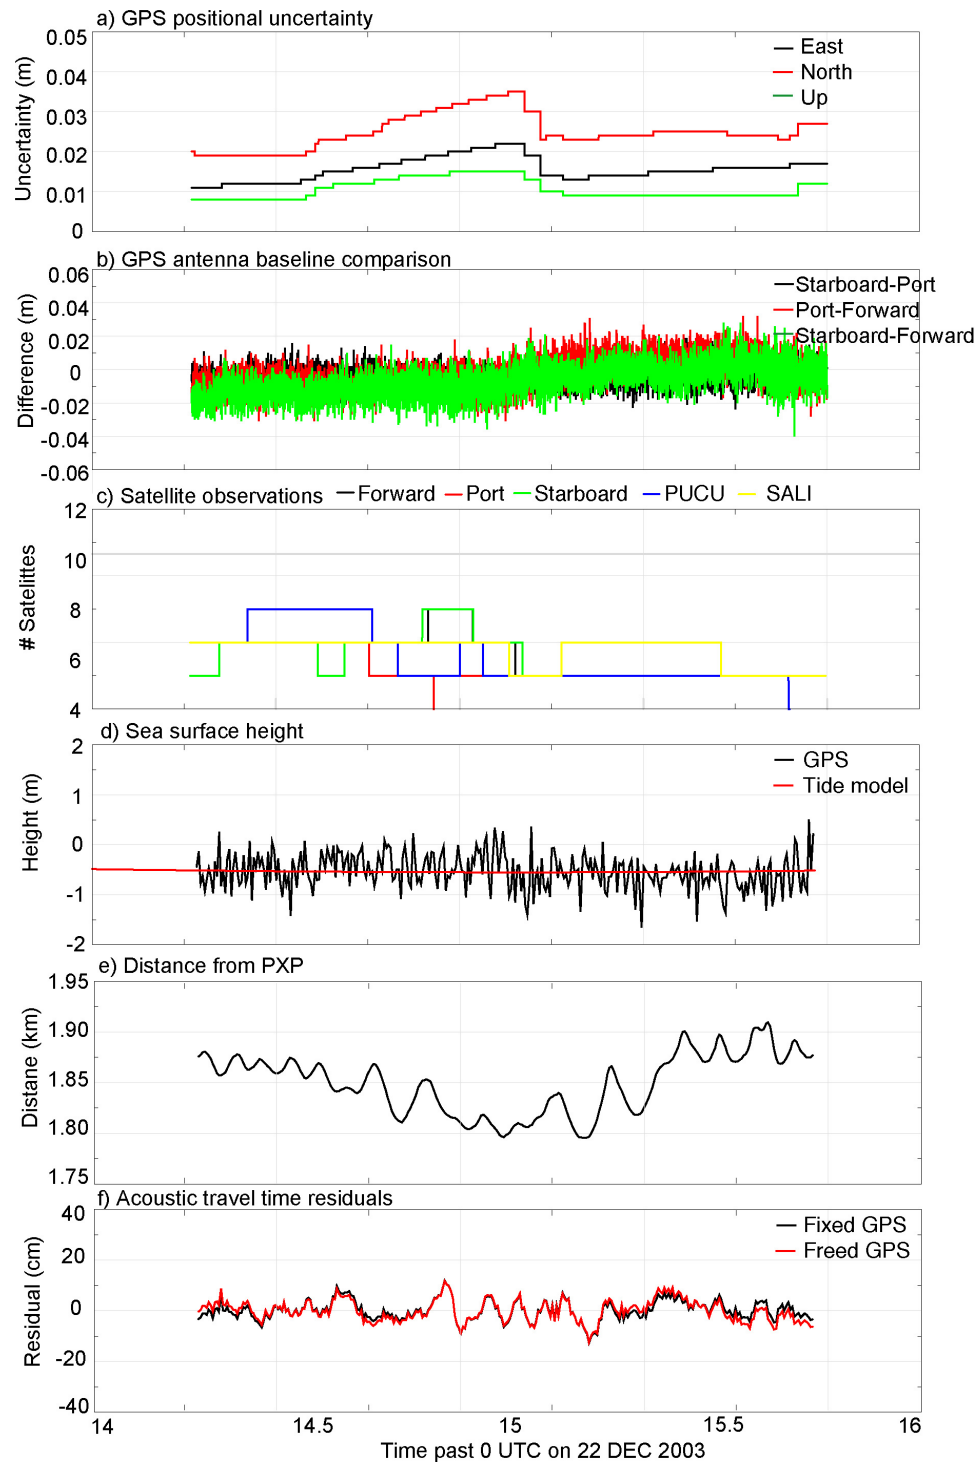 a) GPS positional uncertainty
0.05
0.04
0.03
0.02
0.01
0
Uncertainty (m)
East
North
Up
b) GPS antenna baseline comparison
0.06
0.04
0.02
0
-0.02
-0.04
-0.06
Difference (m)
Starboard-Port
Port-Forward
Starboard-Forward
c) Satellite observations
Forward
Port
Starboard
PUCU
SALI
12
10
8
6
4
# Satelittes
d) Sea surface height
2
1
0
-1
-2
Height (m)
GPS
Tide model
e) Distance from PXP
1.95
1.90
1.85
1.80
1.75
Distane (km)
f) Acoustic travel time residuals
40
20
0
-20
-40
Residual (cm)
Fixed GPS
Freed GPS
14
14.5
15
15.5
16
Time past 0 UTC on 22 DEC 2003